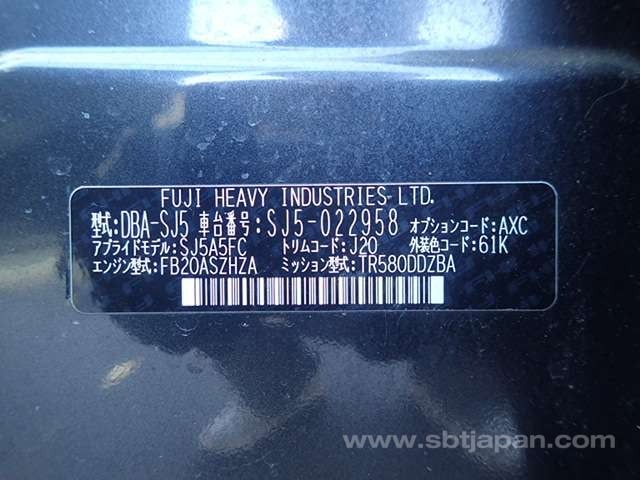 FUJI HEAVY INDUSTRIES LTD.
型式:DBA-SJ5 車台番号:SJ5-022958 オプションコード:AXC
アプライドモデル:SJ5A5FC トリムコード:J20 外装色コード:61K
エンジン型式:FB20ASZHZA ミッション型式:TR580DDZBA
www.sbtjapan.com